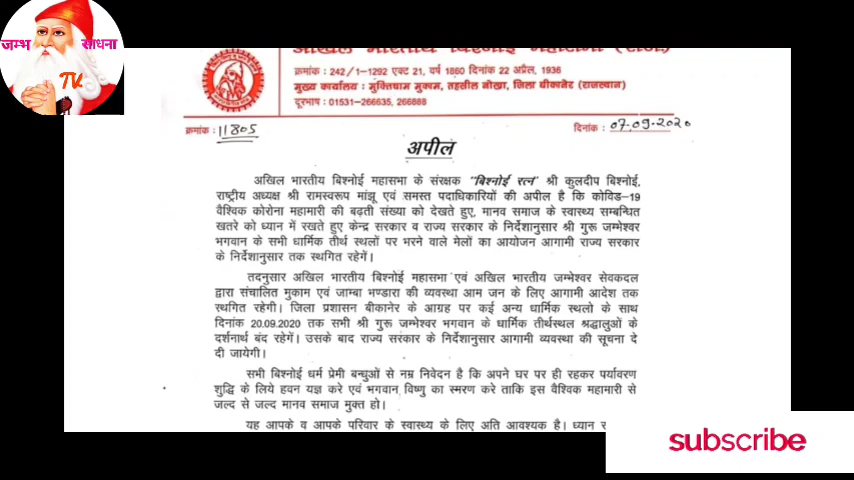 जम्भ साधना
TV
अखिल भारतीय बिश्नोई महासभा (रजि.)
क्रमांक : 242/1-1292 एक्ट 21, वर्ष 1860 दिनांक 22 अप्रैल, 1936
मुख्य कार्यालय : मुक्तिधाम मुकाम, तहसील नोखा, जिला बीकानेर (राजस्थान)
दूरभाष : 01531-266635, 266888
क्रमांक : 11805
दिनांक : 07-09-2020
अपील
अखिल भारतीय बिश्नोई महासभा के संरक्षक "बिश्नोई रत्न" श्री कुलदीप बिश्नोई,
राष्ट्रीय अध्यक्ष श्री रामस्वरूप मांझू एवं समस्त पदाधिकारियों की अपील है कि कोविड-19
वैश्विक कोरोना महामारी की बढ़ती संख्या को देखते हुए, मानव समाज के स्वास्थ्य सम्बन्धित
खतरे को ध्यान में रखते हुए केन्द्र सरकार व राज्य सरकार के निर्देशानुसार श्री गुरू जम्भेश्वर
भगवान के सभी धार्मिक तीर्थ स्थलों पर भरने वाले मेलों का आयोजन आगामी राज्य सरकार
के निर्देशानुसार तक स्थगित रहेगें।
तदनुसार अखिल भारतीय बिश्नोई महासभा एवं अखिल भारतीय जम्भेश्वर सेवकदल
द्वारा संचालित मुकाम एवं जाम्बा भण्डारा की व्यवस्था आम जन के लिए आगामी आदेश तक
स्थगित रहेगी। जिला प्रशासन बीकानेर के आग्रह पर कई अन्य धार्मिक स्थलो के साथ
दिनांक 20.09.2020 तक सभी श्री गुरू जम्भेश्वर भगवान के धार्मिक तीर्थस्थल श्रद्धालुओं के
दर्शनार्थ बंद रहेगें। उसके बाद राज्य सरकार के निर्देशानुसार आगामी व्यवस्था की सूचना दे
दी जायेगी।
सभी बिश्नोई धर्म प्रेमी बन्धुओं से नम्र निवेदन है कि अपने घर पर ही रहकर पर्यावरण
शुद्धि के लिये हवन यज्ञ करे एवं भगवान विष्णु का स्मरण करे ताकि इस वैश्विक महामारी से
जल्द से जल्द मानव समाज मुक्त हो।
यह आपके व आपके परिवार के स्वास्थ्य के लिए अति आवश्यक है। ध्यान
subscribe